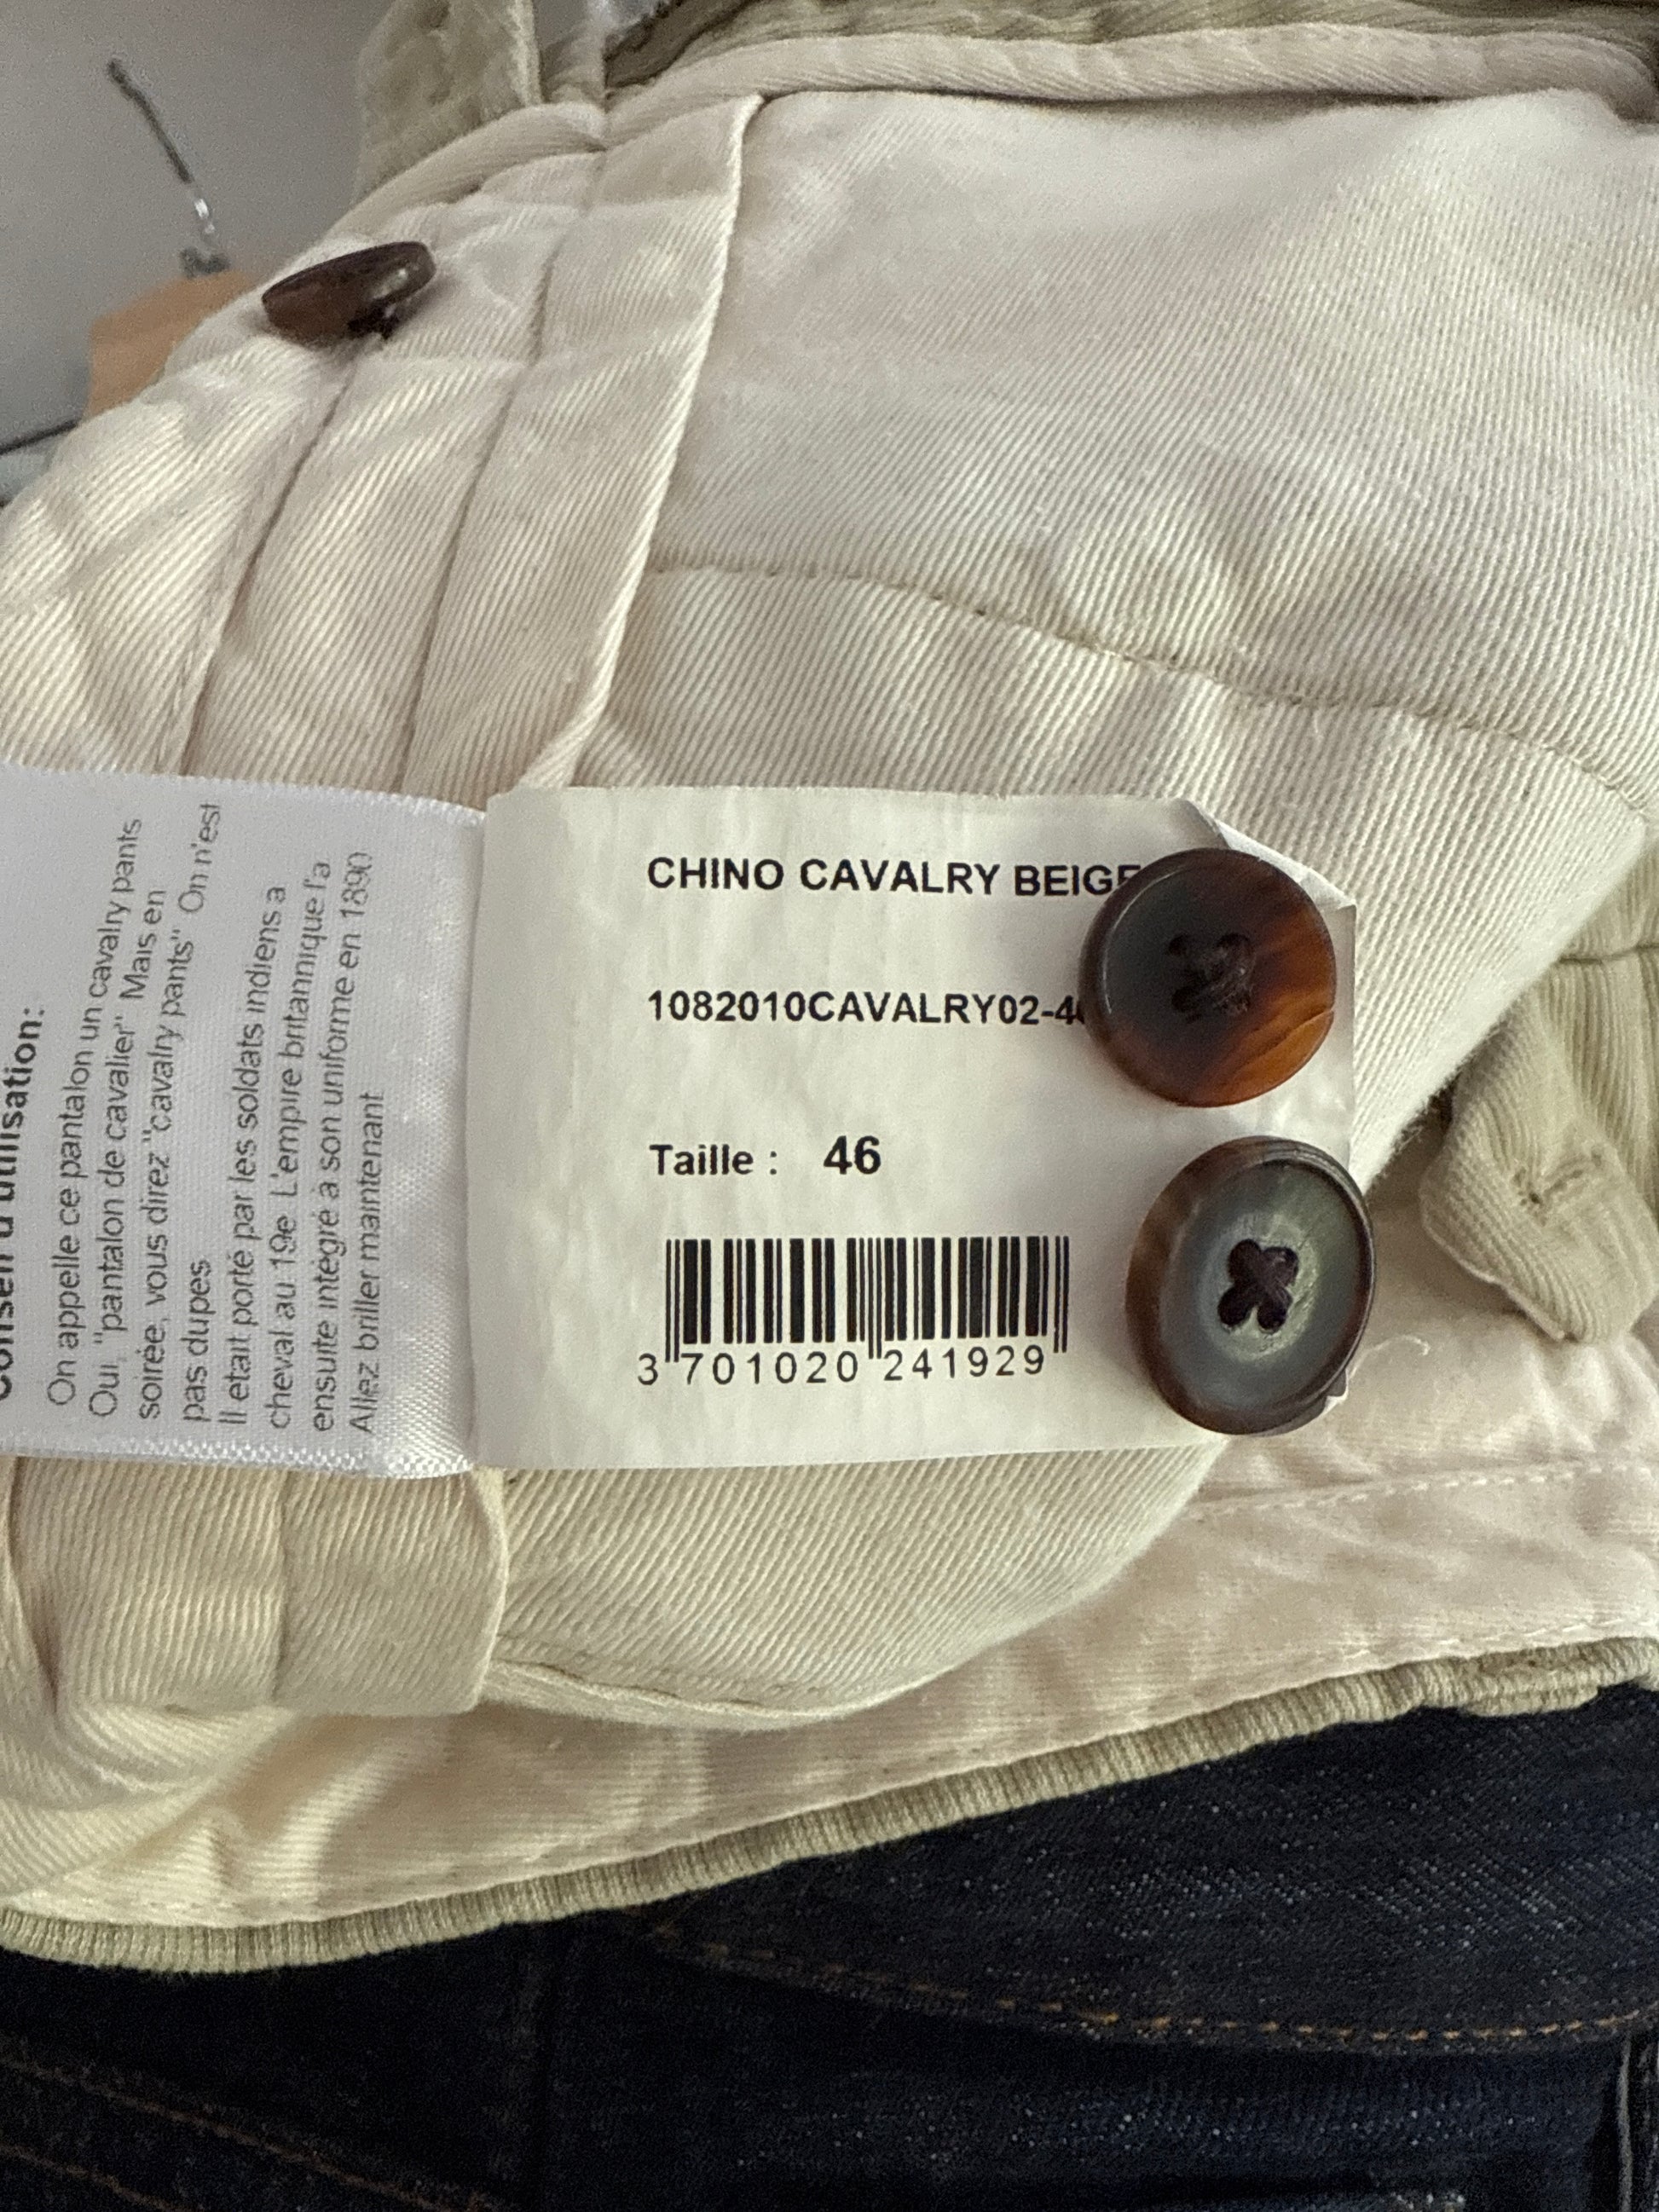 Conseil d'utilisation:
On appelle ce pantalon un cavalry pants
Oui, "pantalon de cavalier" Mais en
soirée, vous direz "cavalry pants" On n'est
pas dupes.
Il etait porté par les soldats indiens a
cheval au 19e L'empire britannique l'a
ensuite intégré à son uniforme en 1890
Allez briller maintenant
CHINO CAVALRY BEIGE
1082010CAVALRY02-4
Taille : 46
3 701020 241929